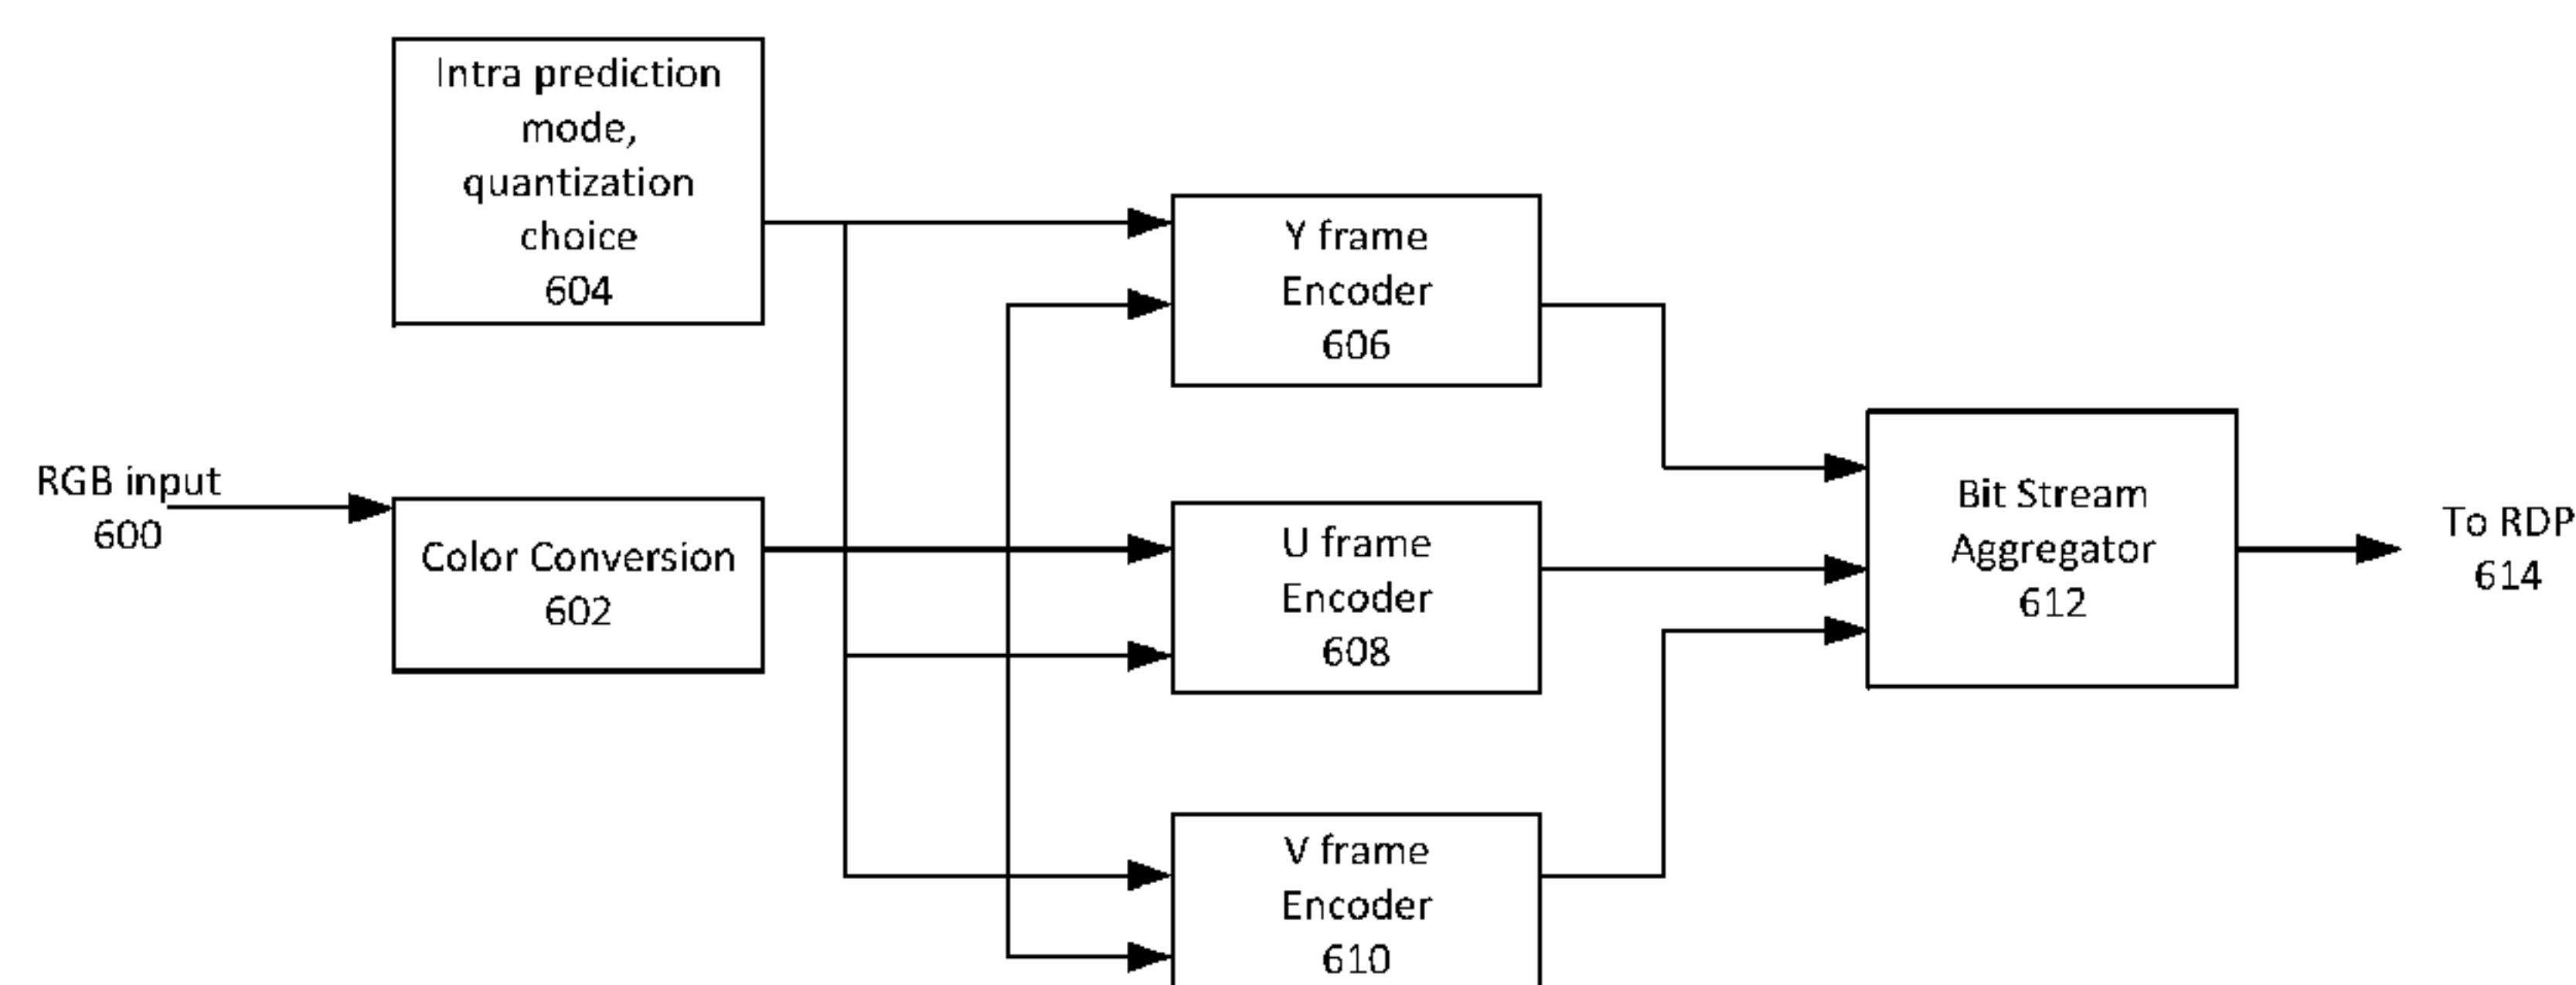 Intra prediction
mode,
quantization
choice
604
RGB input
600
Color Conversion
602
Y frame
Encoder
606
U frame
Encoder
608
V frame
Encoder
610
Bit Stream
Aggregator
612
To RDP
614